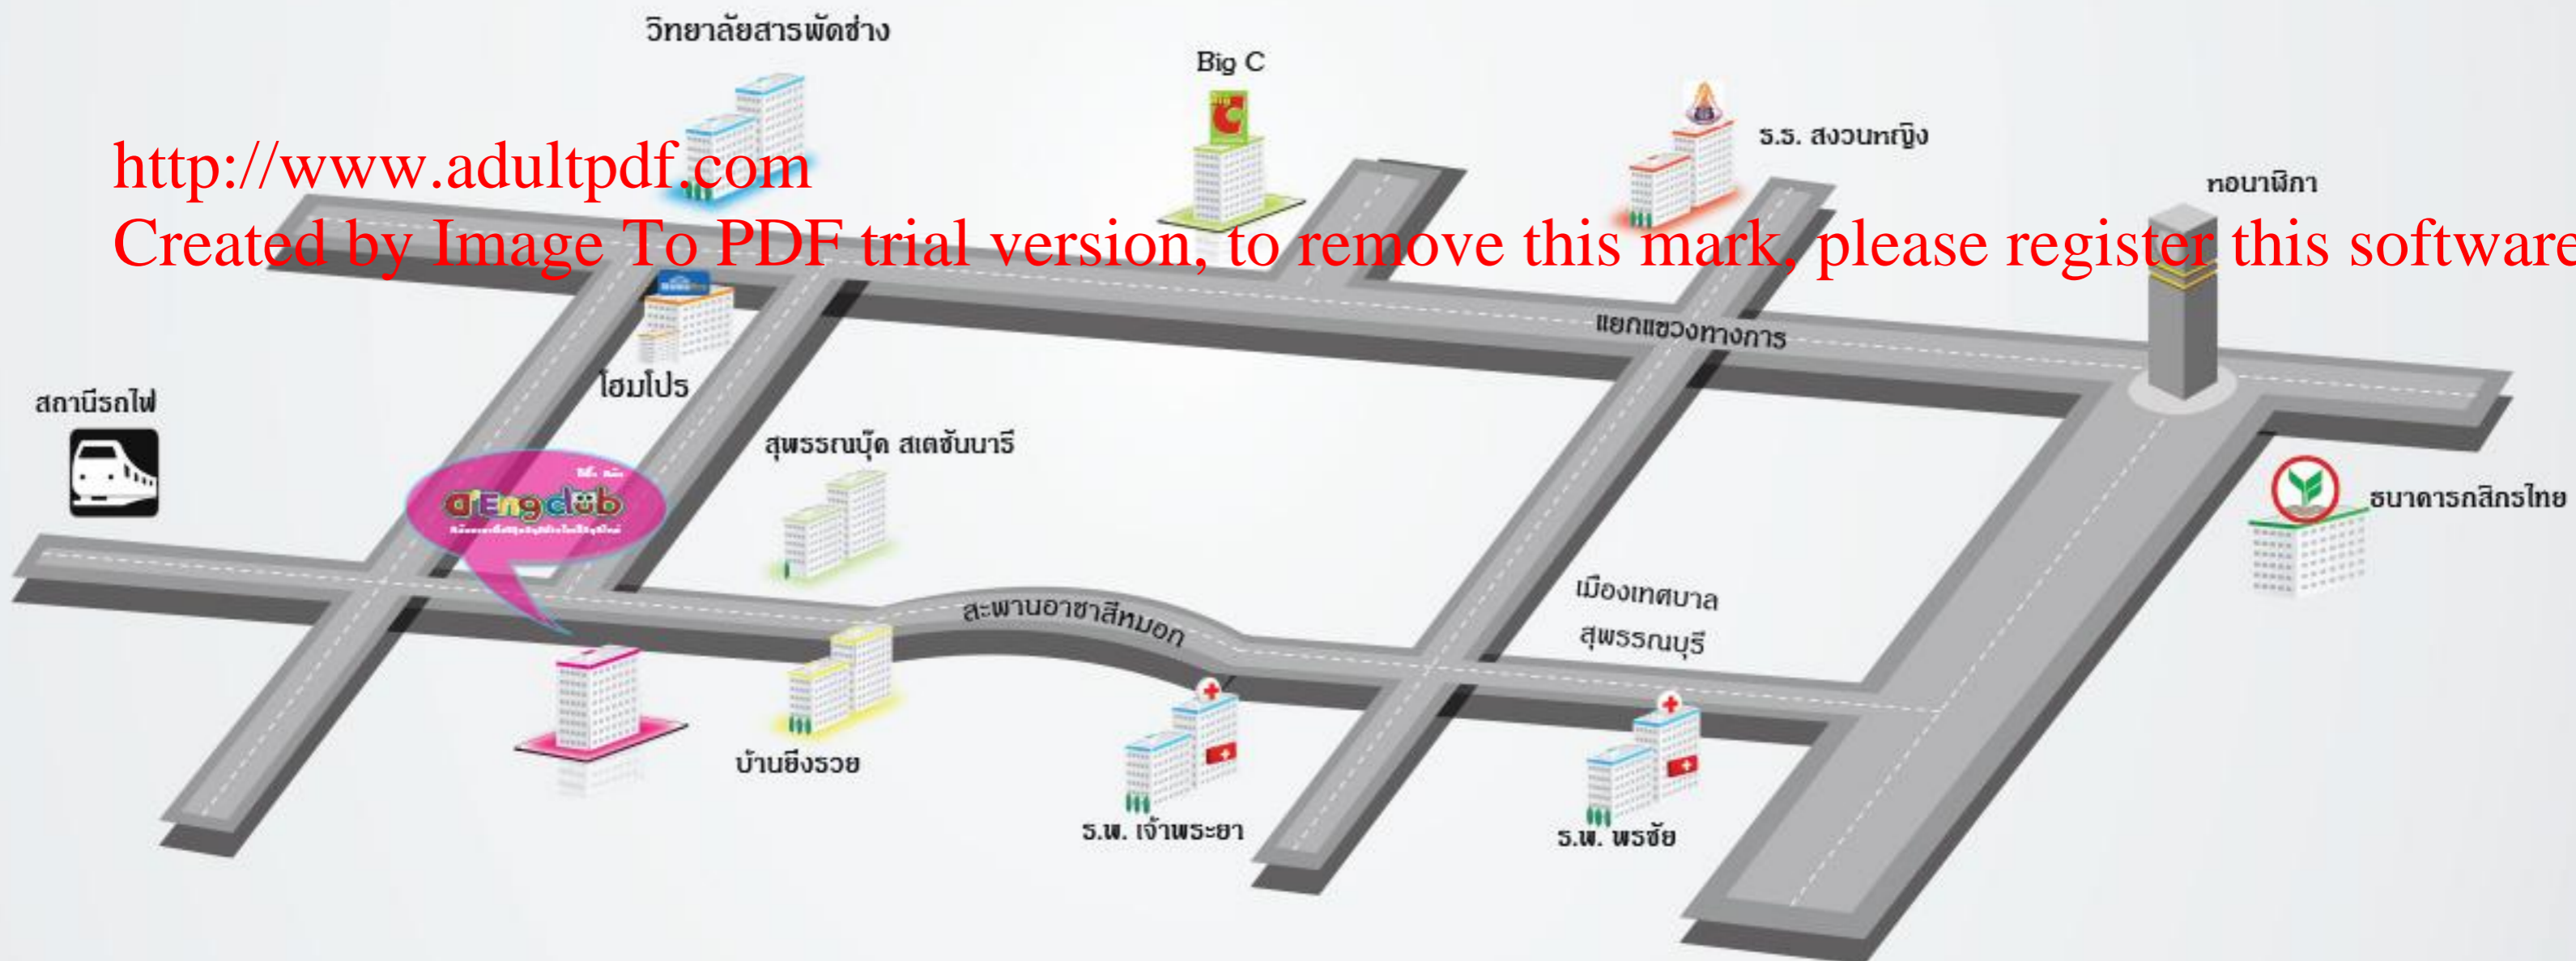 วิทยาลัยสารพัดช่าง
Big C
ร.ร. สงวนหญิง
http://www.adultpdf.com
Created by Image To PDF trial version, to remove this mark, please register this software
หอนาฬิกา
แยกแขวงทางการ
โฮมโปร
สถานีรถไฟ
สุพรรณบุ๊ค สเตชันนารี
a'Eng club
ธนาคารกสิกรไทย
สะพานอาชาสีหมอก
เมืองเทศบาล
สุพรรณบุรี
บ้านยิ่งรวย
ร.พ. เจ้าพระยา
ร.พ. พรชัย